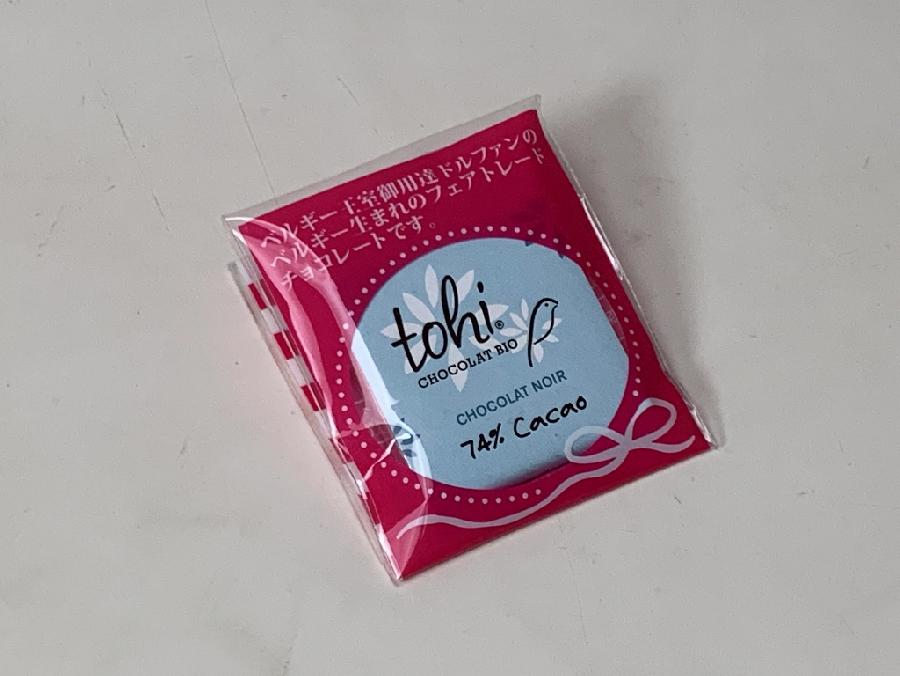 ベルギー王室御用達ドルファンの
ベルギー生まれのフェアトレード
チョコレートです。
tohi®
CHOCOLAT BIO
CHOCOLAT NOIR
74% Cacao